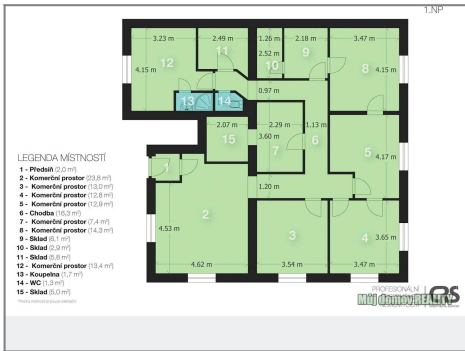 1.NP
3.23 m
2.49 m
1.26 m
2.18 m
3.47 m
11
2.52 m
9
4.15 m
12
10
8
4.15 m
0.97 m
13
14
2.07 m
2.29 m
1.13 m
3.60 m
15
6
7
5
4.17 m
1
1.20 m
2
4.53 m
3
4
3.65 m
4.62 m
3.54 m
3.47 m
LEGENDA MÍSTNOSTÍ
1 - Předsíň (2,0 m²)
2 - Komerční prostor (23,8 m²)
3 - Komerční prostor (13,0 m²)
4 - Komerční prostor (12,8 m²)
5 - Komerční prostor (12,9 m²)
6 - Chodba (16,3 m²)
7 - Komerční prostor (7,4 m²)
8 - Komerční prostor (14,3 m²)
9 - Sklad (6,1 m²)
10 - Sklad (2,9 m²)
11 - Sklad (5,8 m²)
12 - Komerční prostor (13,4 m²)
13 - Koupelna (1,7 m²)
14 - WC (1,3 m²)
15 - Sklad (5,0 m²)
PROFESIONÁLNÍ
Můj domov REALITY